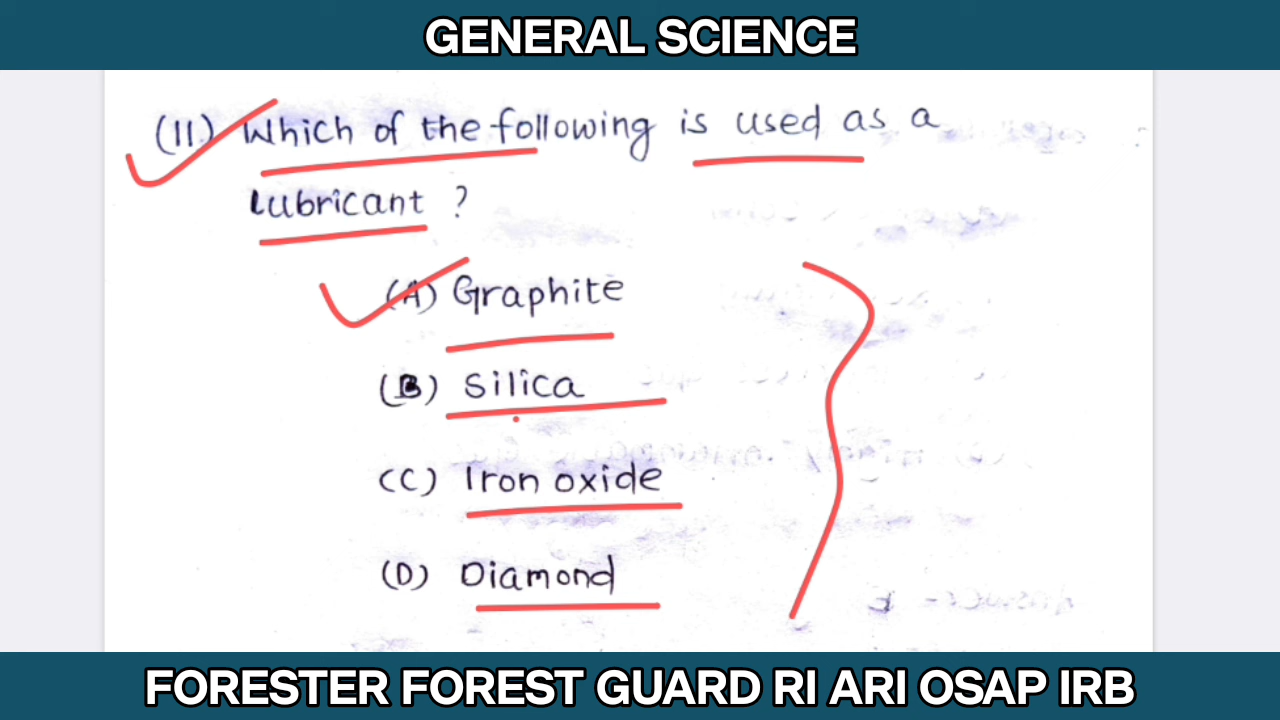 GENERAL SCIENCE
(11) Which of the following is used as a
Lubricant ?
(A) Graphite
(B) Silica
(C) Iron oxide
(D) Diamond
FORESTER FOREST GUARD RI ARI OSAP IRB